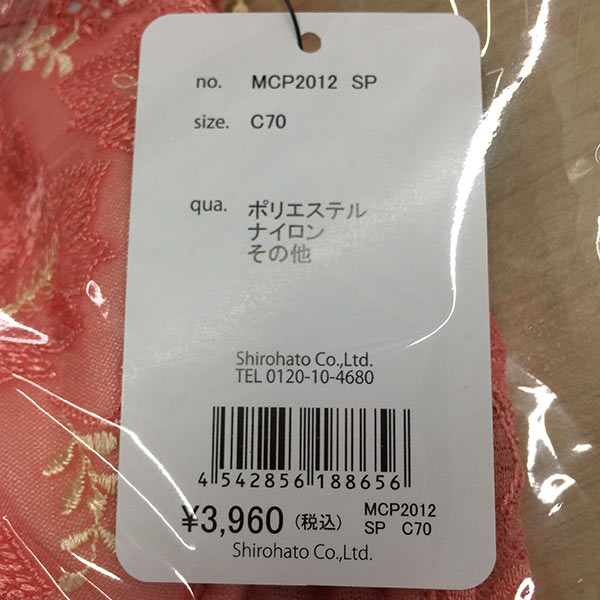 no. MCP2012 SP
size. C70
qua. ポリエステル
ナイロン
その他
Shirohato Co.,Ltd.
TEL 0120-10-4680
4 542856 188656
¥3,960 (税込) MCP2012
SP C70
Shirohato Co.,Ltd.